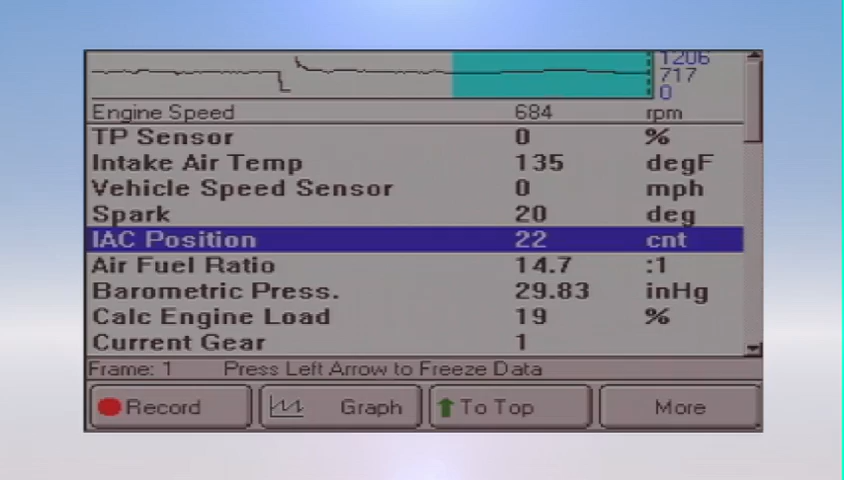 1206
717
0
Engine Speed 684 rpm
TP Sensor 0 %
Intake Air Temp 135 degF
Vehicle Speed Sensor 0 mph
Spark 20 deg
IAC Position 22 cnt
Air Fuel Ratio 14.7 :1
Barometric Press. 29.83 inHg
Calc Engine Load 19 %
Current Gear 1
Frame: 1 Press Left Arrow to Freeze Data
Record Graph To Top More